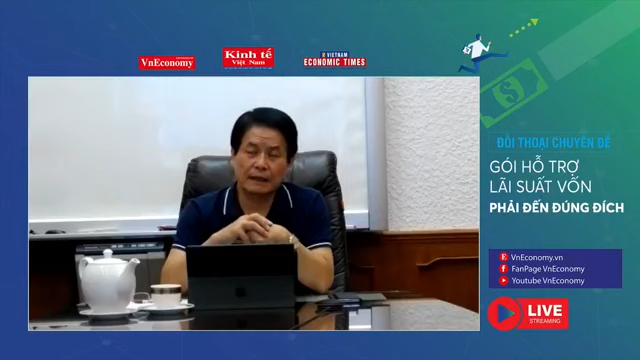 VnEconomy
Kinh tế
Việt Nam
VIETNAM
ECONOMIC TIMES
ĐỐI THOẠI CHUYÊN ĐỀ
GÓI HỖ TRỢ
LÃI SUẤT VỐN
PHẢI ĐẾN ĐÚNG ĐÍCH
VnEconomy.vn
FanPage VnEconomy
Youtube VnEconomy
LIVE
STREAMING